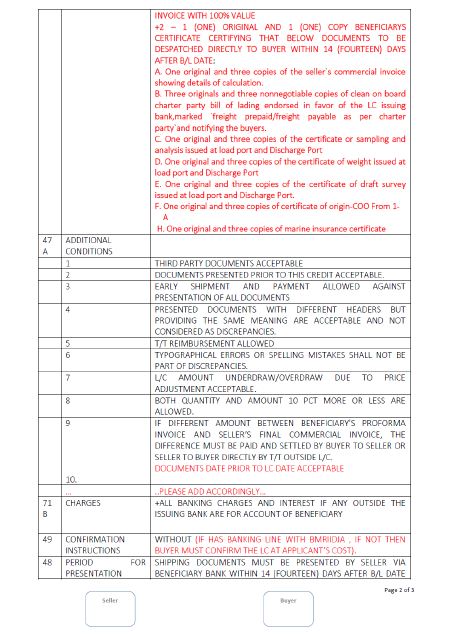 INVOICE WITH 100% VALUE
+2 – 1 (ONE) ORIGINAL AND 1 (ONE) COPY BENEFICIARYS
CERTIFICATE CERTIFYING THAT BELOW DOCUMENTS TO BE
DESPATCHED DIRECTLY TO BUYER WITHIN 14 (FOURTEEN) DAYS
AFTER B/L DATE;
A. One original and three copies of the seller`s commercial invoice
showing details of calculation.
B. Three originals and three nonnegotiable copies of clean on board
charter party bill of lading endorsed in favor of the LC issuing
bank,marked `freight prepaid/freight payable as per charter
party`and notifying the buyers.
C. One original and three copies of the certificate or sampling and
analysis issued at load port and Discharge Port
D. One original and three copies of the certificate of weight issued at
load port and Discharge Port
E. One original and three copies of the certificate of draft survey
issued at load port and Discharge Port.
F. One original and three copies of certificate of origin-COO From 1-
A
H. One original and three copies of marine insurance certificate
47 A ADDITIONAL CONDITIONS
1 THIRD PARTY DOCUMENTS ACCEPTABLE
2 DOCUMENTS PRESENTED PRIOR TO THIS CREDIT ACCEPTABLE.
3 EARLY SHIPMENT AND PAYMENT ALLOWED AGAINST
PRESENTATION OF ALL DOCUMENTS
4 PRESENTED DOCUMENTS WITH DIFFERENT HEADERS BUT
PROVIDING THE SAME MEANING ARE ACCEPTABLE AND NOT
CONSIDERED AS DISCREPANCIES.
5 T/T REIMBURSEMENT ALLOWED
6 TYPOGRAPHICAL ERRORS OR SPELLING MISTAKES SHALL NOT BE
PART OF DISCREPANCIES.
7 L/C AMOUNT UNDERDRAW/OVERDRAW DUE TO PRICE
ADJUSTMENT ACCEPTABLE.
8 BOTH QUANTITY AND AMOUNT 10 PCT MORE OR LESS ARE
ALLOWED.
9 IF DIFFERENT AMOUNT BETWEEN BENEFICIARY'S PROFORMA
INVOICE AND SELLER'S FINAL COMMERCIAL INVOICE, THE
DIFFERENCE MUST BE PAID AND SETTLED BY BUYER TO SELLER OR
SELLER TO BUYER DIRECTLY BY T/T OUTSIDE L/C.
DOCUMENTS DATE PRIOR TO LC DATE ACCEPTABLE
10.
... ..PLEASE ADD ACCORDINGLY...
71 B CHARGES +ALL BANKING CHARGES AND INTEREST IF ANY OUTSIDE THE
ISSUING BANK ARE FOR ACCOUNT OF BENEFICIARY
49 CONFIRMATION INSTRUCTIONS WITHOUT (IF HAS BANKING LINE WITH BMRIIDIA , IF NOT THEN
BUYER MUST CONFIRM THE LC AT APPLICANT'S COST).
48 PERIOD FOR PRESENTATION SHIPPING DOCUMENTS MUST BE PRESENTED BY SELLER VIA
BENEFICIARY BANK WITHIN 14 (FOURTEEN) DAYS AFTER B/L DATE
Page 2 of 3
Seller
Buyer